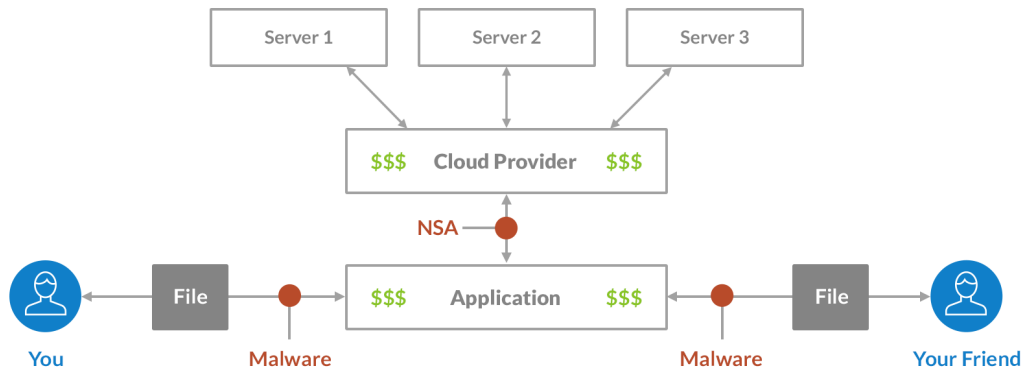 Server 1
Server 2
Server 3
$$$ Cloud Provider $$$
NSA
File
$$$ Application $$$
File
You
Malware
Malware
Your Friend